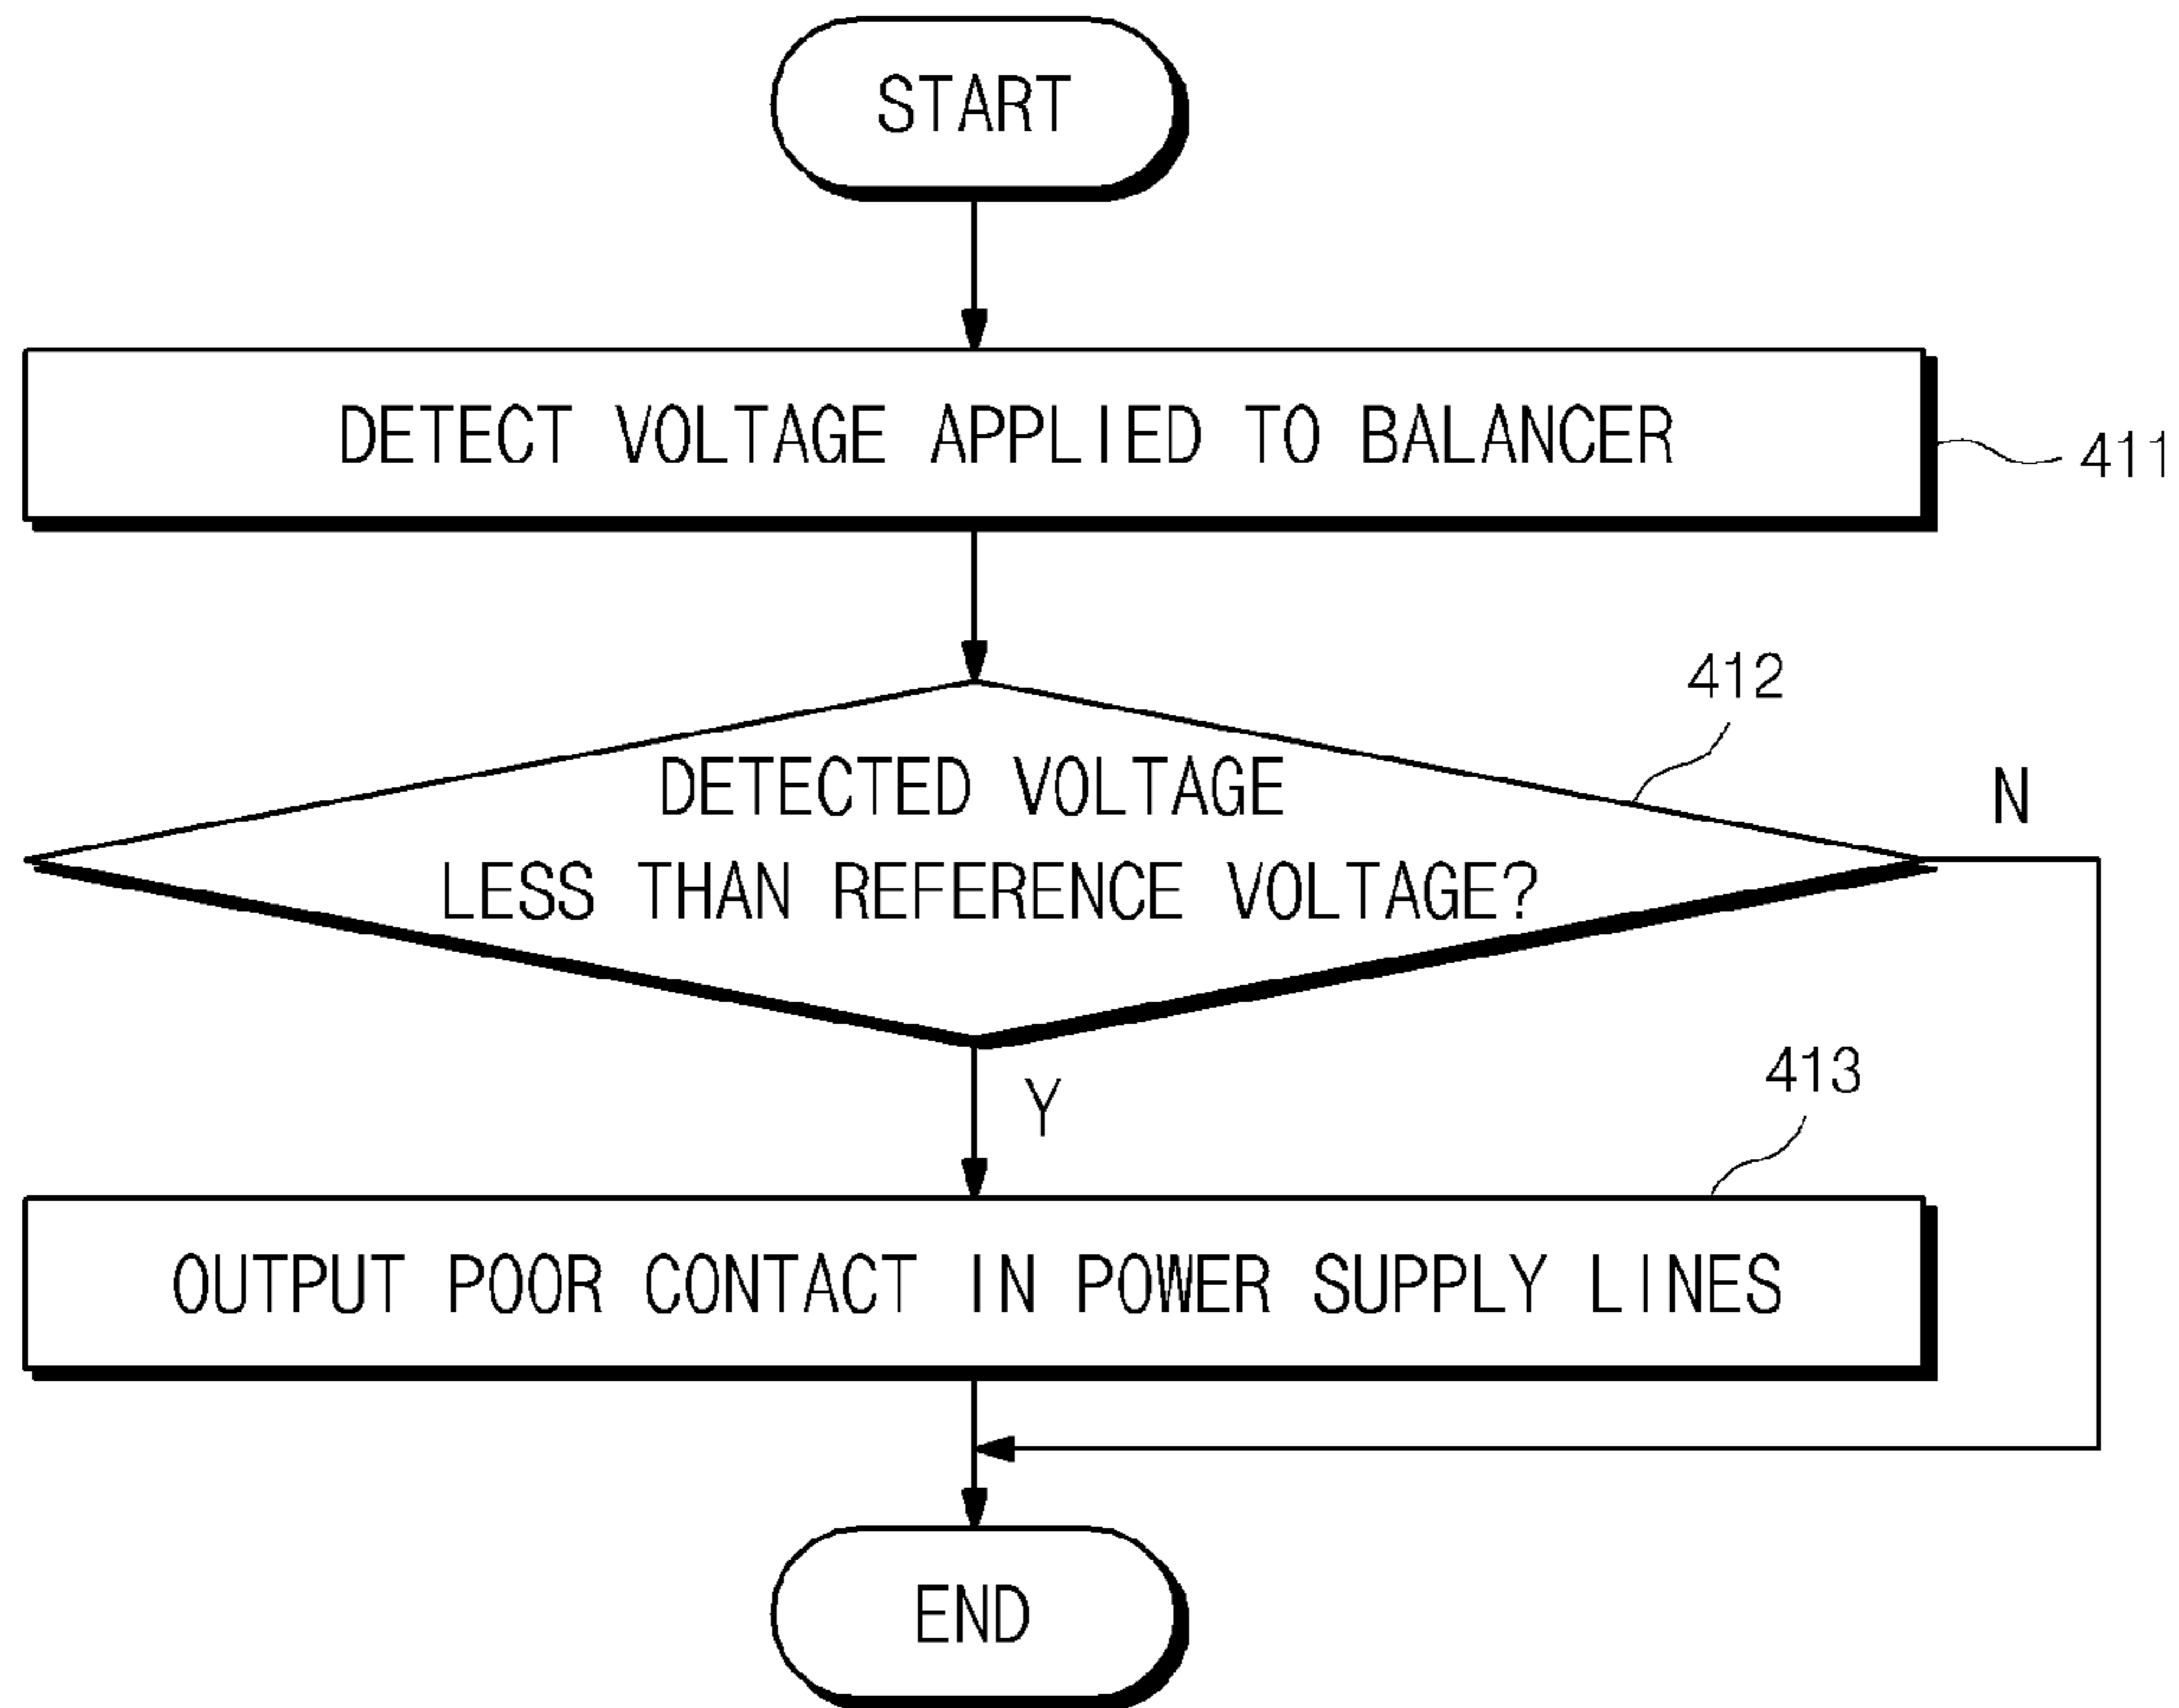 START
DETECT VOLTAGE APPLIED TO BALANCER
411
412
DETECTED VOLTAGE
N
LESS THAN REFERENCE VOLTAGE?
413
Y
OUTPUT POOR CONTACT IN POWER SUPPLY LINES
END